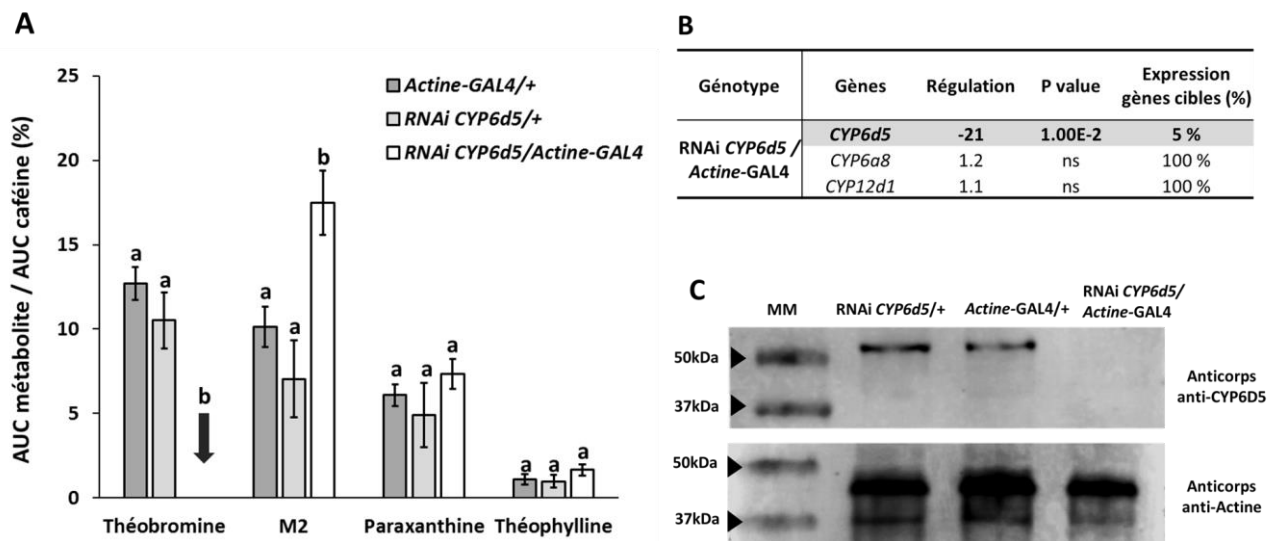 A
AUC métabolite / AUC caféine (%)
25
20
15
10
5
0
Actine-GAL4/+
RNAi CYP6d5/+
RNAi CYP6d5/Actine-GAL4
a
a
b
a
a
b
a
a
a
a
a
a
Théobromine
M2
Paraxanthine
Théophylline
B
Génotype Gènes Régulation P value Expression
gènes cibles (%)
RNAi CYP6d5 /
Actine-GAL4
CYP6d5 -21 1.00E-2 5 %
CYP6a8 1.2 ns 100 %
CYP12d1 1.1 ns 100 %
C
MM
RNAi CYP6d5/+
Actine-GAL4/+
RNAi CYP6d5/
Actine-GAL4
50kDa
37kDa
Anticorps
anti-CYP6D5
50kDa
37kDa
Anticorps
anti-Actine